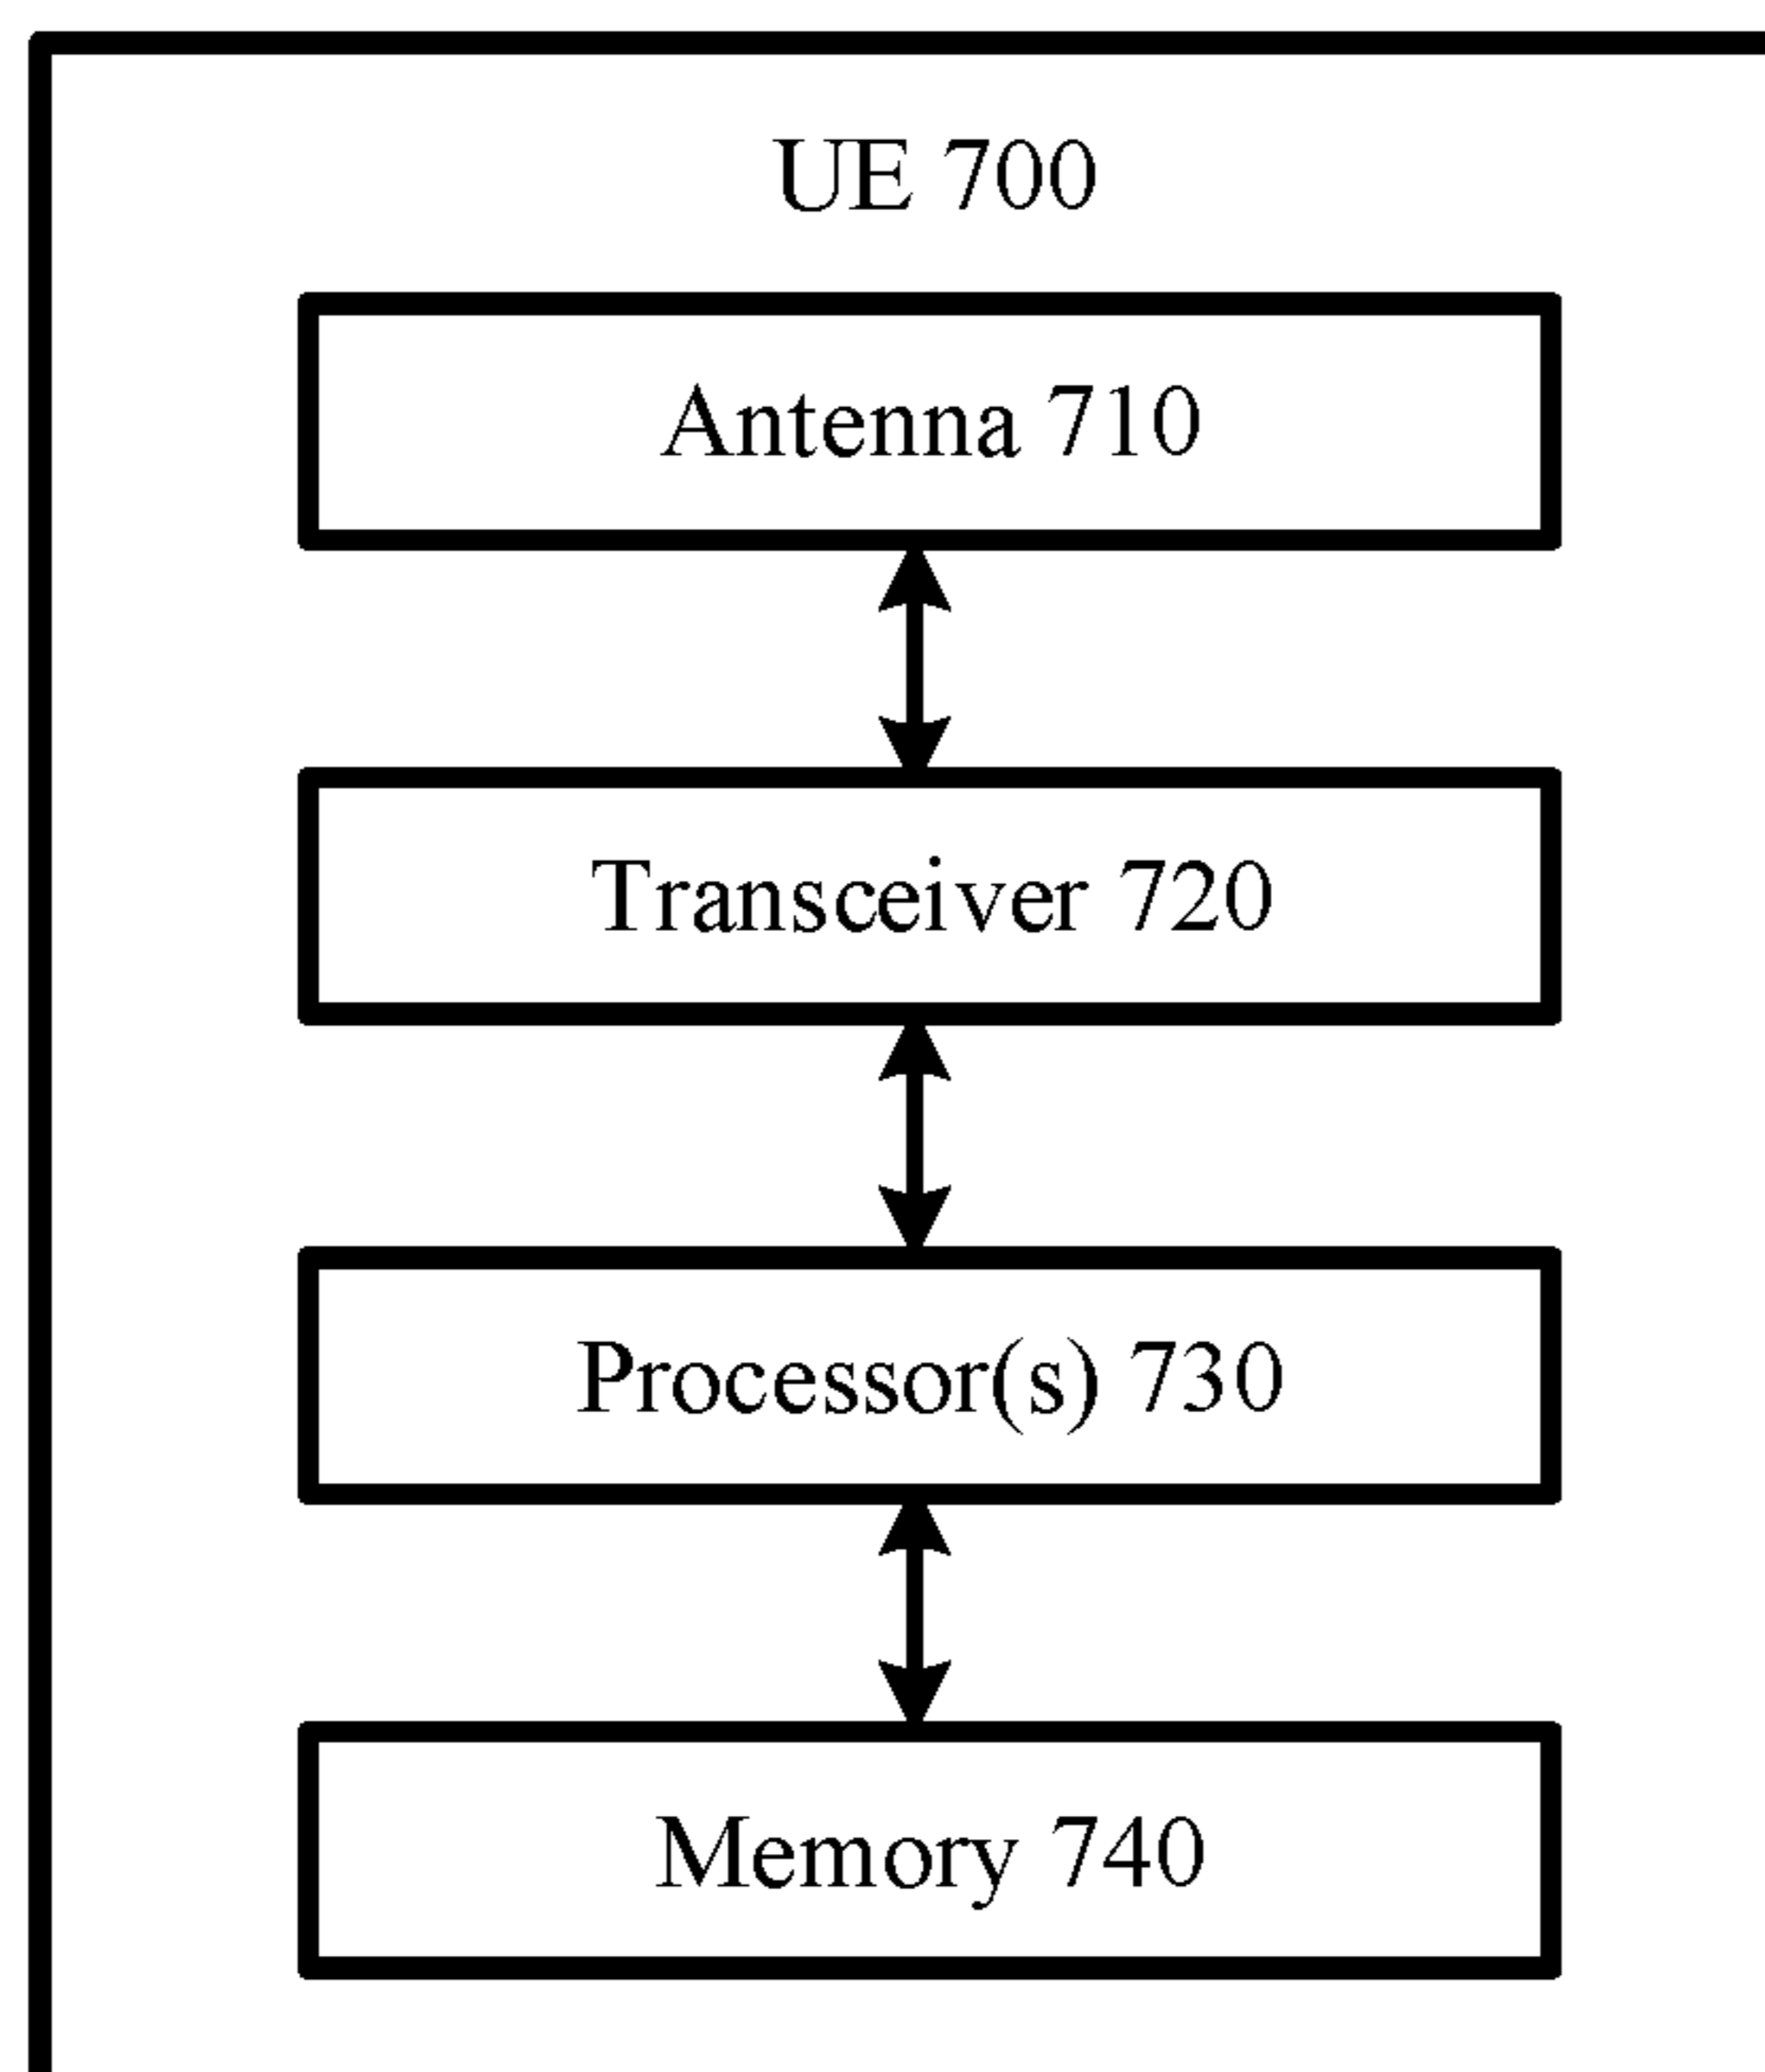 UE 700
Antenna 710
Transceiver 720
Processor(s) 730
Memory 740